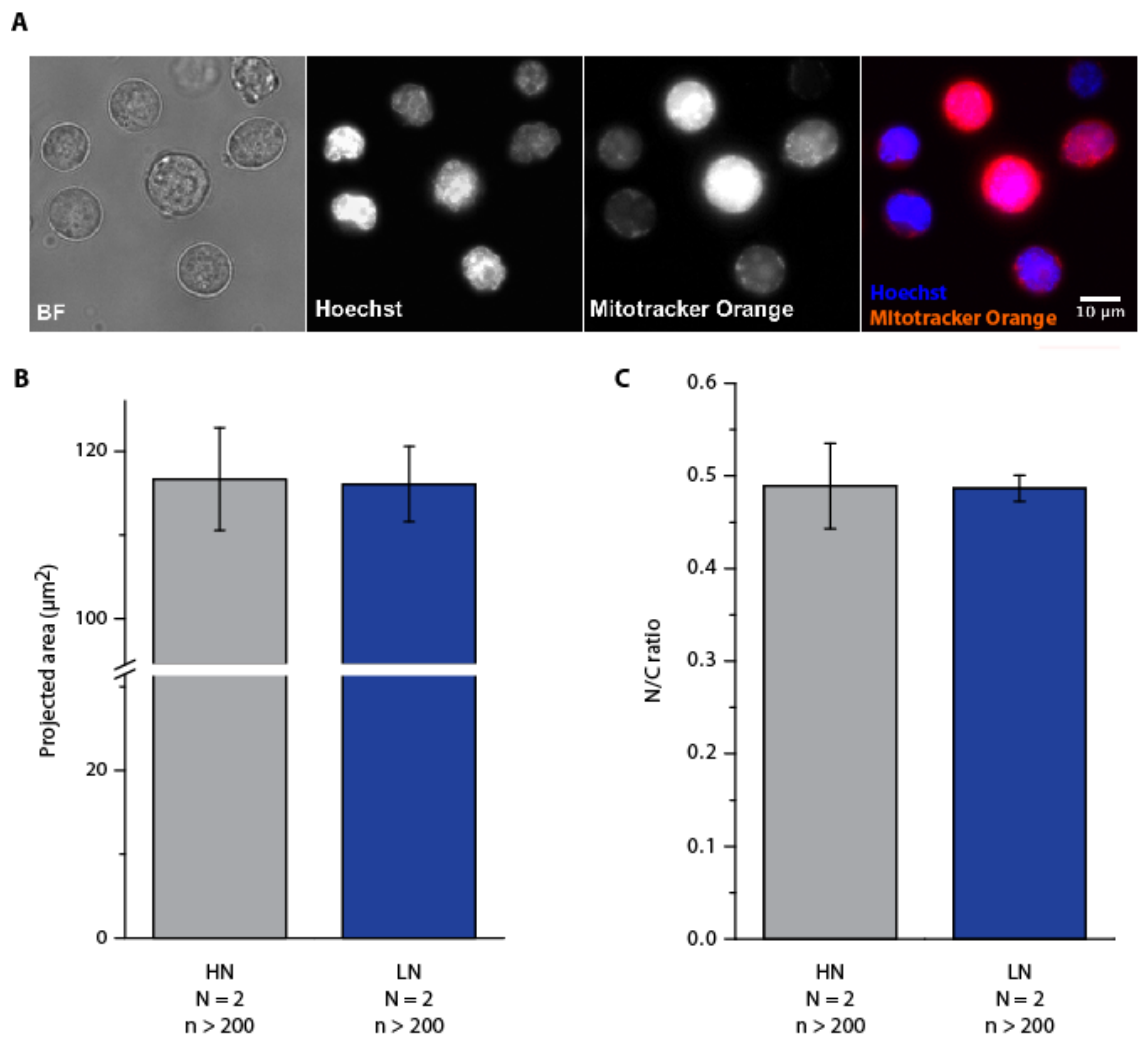 A
BF
Hoechst
Mitotracker Orange
Hoechst
Mitotracker Orange
10 µm
B
Projected area (µm²)
120
100
20
0
HN
N = 2
n > 200
LN
N = 2
n > 200
C
N/C ratio
0.6
0.5
0.4
0.3
0.2
0.1
0.0
HN
N = 2
n > 200
LN
N = 2
n > 200